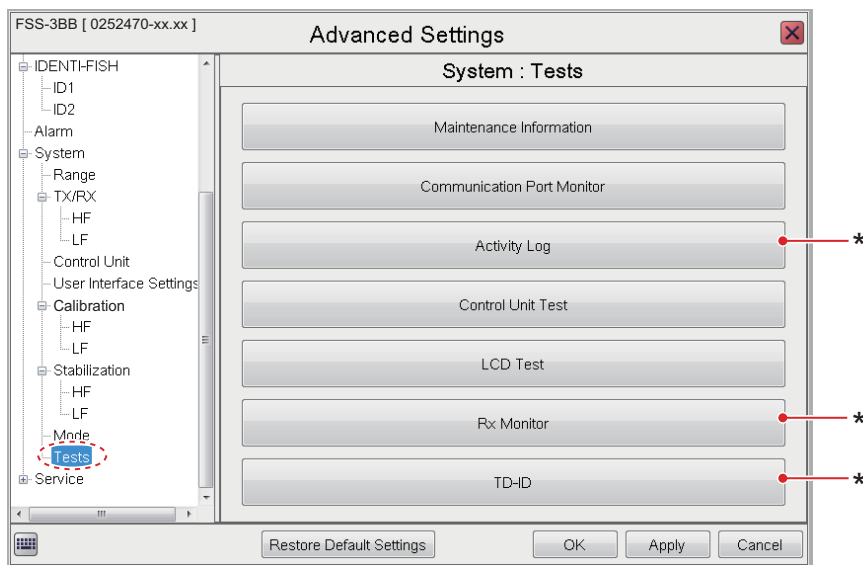 FSS-3BB [ 0252470-xx.xx ]
Advanced Settings
IDENTI-FISH
ID1
ID2
Alarm
System
Range
TX/RX
HF
LF
Control Unit
User Interface Settings
Calibration
HF
LF
Stabilization
HF
LF
Mode
Tests
Service
System : Tests
Maintenance Information
Communication Port Monitor
Activity Log
*
Control Unit Test
LCD Test
Rx Monitor
*
TD-ID
*
Restore Default Settings
OK
Apply
Cancel